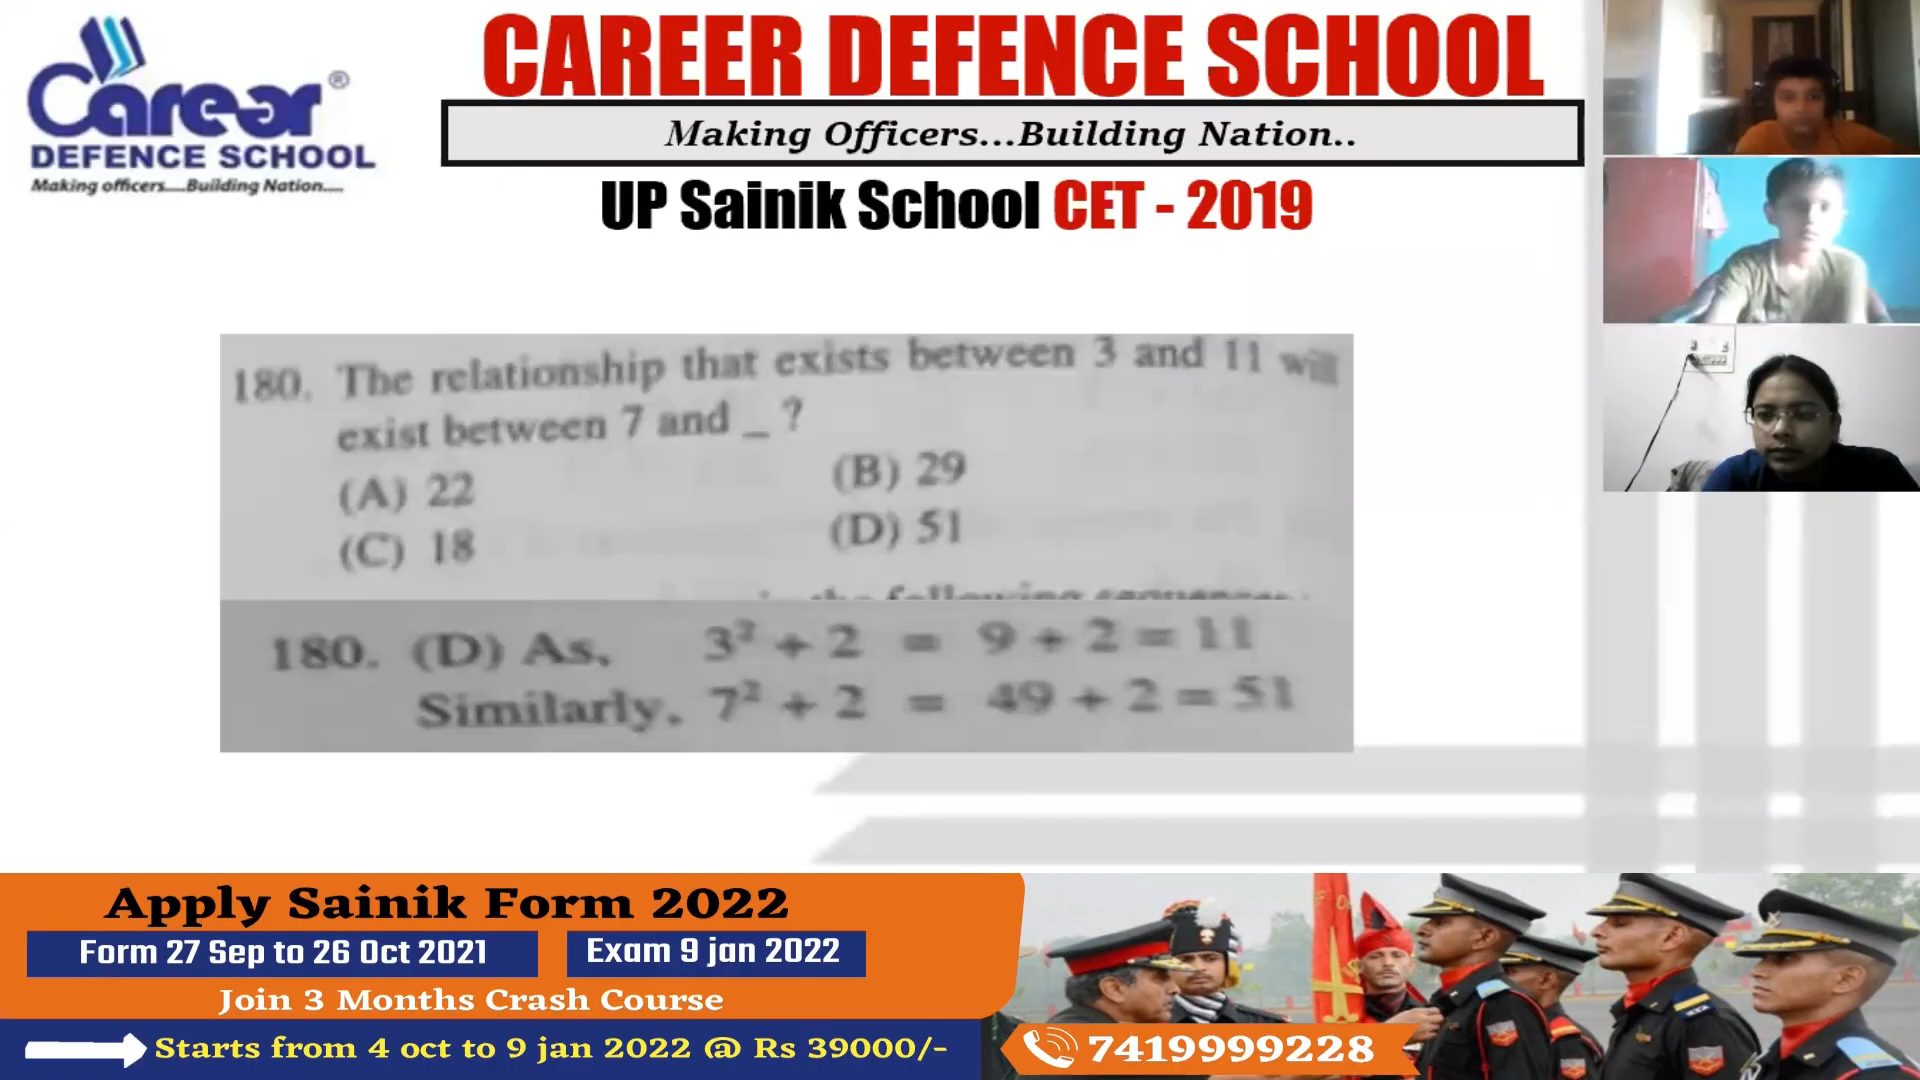 Career ®
DEFENCE SCHOOL
Making officers....Building Nation....
CAREER DEFENCE SCHOOL
Making Officers...Building Nation..
UP Sainik School CET - 2019
180. The relationship that exists between 3 and 11 will
exist between 7 and _ ?
(A) 22 (B) 29
(C) 18 (D) 51
in the following sequences
180. (D) As, 3² + 2 = 9 + 2 = 11
Similarly, 7² + 2 = 49 + 2 = 51
Apply Sainik Form 2022
Form 27 Sep to 26 Oct 2021 Exam 9 jan 2022
Join 3 Months Crash Course
Starts from 4 oct to 9 jan 2022 @ Rs 39000/-
7419999228